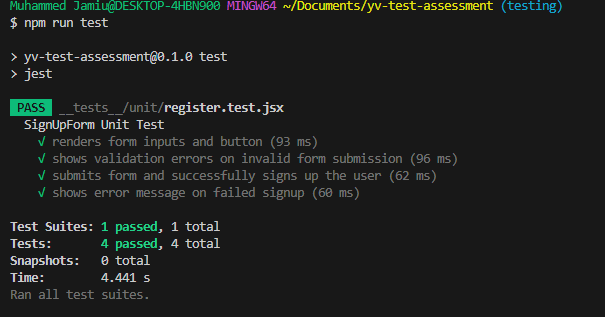 Muhammed Jamiu@DESKTOP-4HBN900 MINGW64 ~/Documents/yv-test-assessment (testing)
$ npm run test
> yv-test-assessment@0.1.0 test
> jest
PASS __tests__/unit/register.test.jsx
SignUpForm Unit Test
√ renders form inputs and button (93 ms)
√ shows validation errors on invalid form submission (96 ms)
√ submits form and successfully signs up the user (62 ms)
√ shows error message on failed signup (60 ms)
Test Suites: 1 passed, 1 total
Tests: 4 passed, 4 total
Snapshots: 0 total
Time: 4.441 s
Ran all test suites.